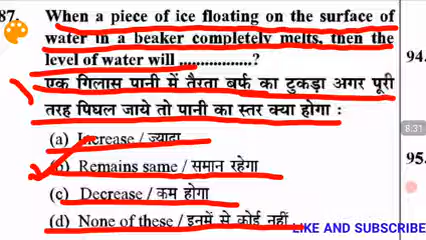 87. When a piece of ice floating on the surface of
water in a beaker completely melts, then the
level of water will ................?
एक गिलास पानी में तैरता बर्फ का टुकड़ा अगर पूरी
तरह पिघल जाये तो पानी का स्तर क्या होगा :
(a) Increase / ज्यादा
(b) Remains same / समान रहेगा
(c) Decrease / कम होगा
(d) None of these / इनमें से कोई नहीं
94.
8:31
95.
LIKE AND SUBSCRIBE